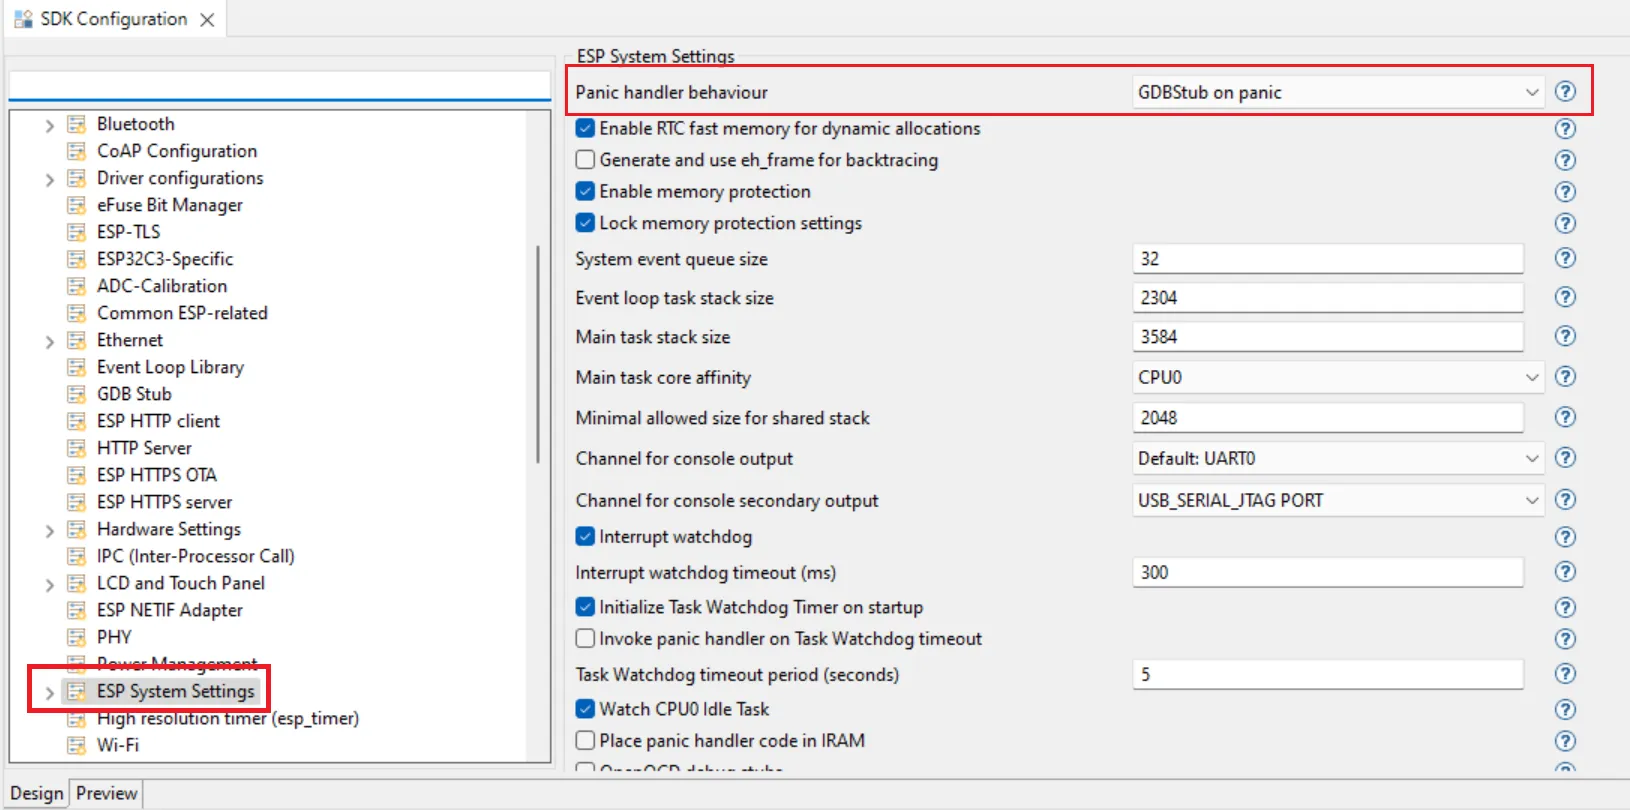 SDK Configuration
Bluetooth
CoAP Configuration
Driver configurations
eFuse Bit Manager
ESP-TLS
ESP32C3-Specific
ADC-Calibration
Common ESP-related
Ethernet
Event Loop Library
GDB Stub
ESP HTTP client
HTTP Server
ESP HTTPS OTA
ESP HTTPS server
Hardware Settings
IPC (Inter-Processor Call)
LCD and Touch Panel
ESP NETIF Adapter
PHY
Power Management
ESP System Settings
High resolution timer (esp_timer)
Wi-Fi
ESP System Settings
Panic handler behaviour GDBStub on panic
Enable RTC fast memory for dynamic allocations
Generate and use eh_frame for backtracing
Enable memory protection
Lock memory protection settings
System event queue size 32
Event loop task stack size 2304
Main task stack size 3584
Main task core affinity CPU0
Minimal allowed size for shared stack 2048
Channel for console output Default: UART0
Channel for console secondary output USB_SERIAL_JTAG PORT
Interrupt watchdog
Interrupt watchdog timeout (ms) 300
Initialize Task Watchdog Timer on startup
Invoke panic handler on Task Watchdog timeout
Task Watchdog timeout period (seconds) 5
Watch CPU0 Idle Task
Place panic handler code in IRAM
OpenOCD debug stubs
Design Preview